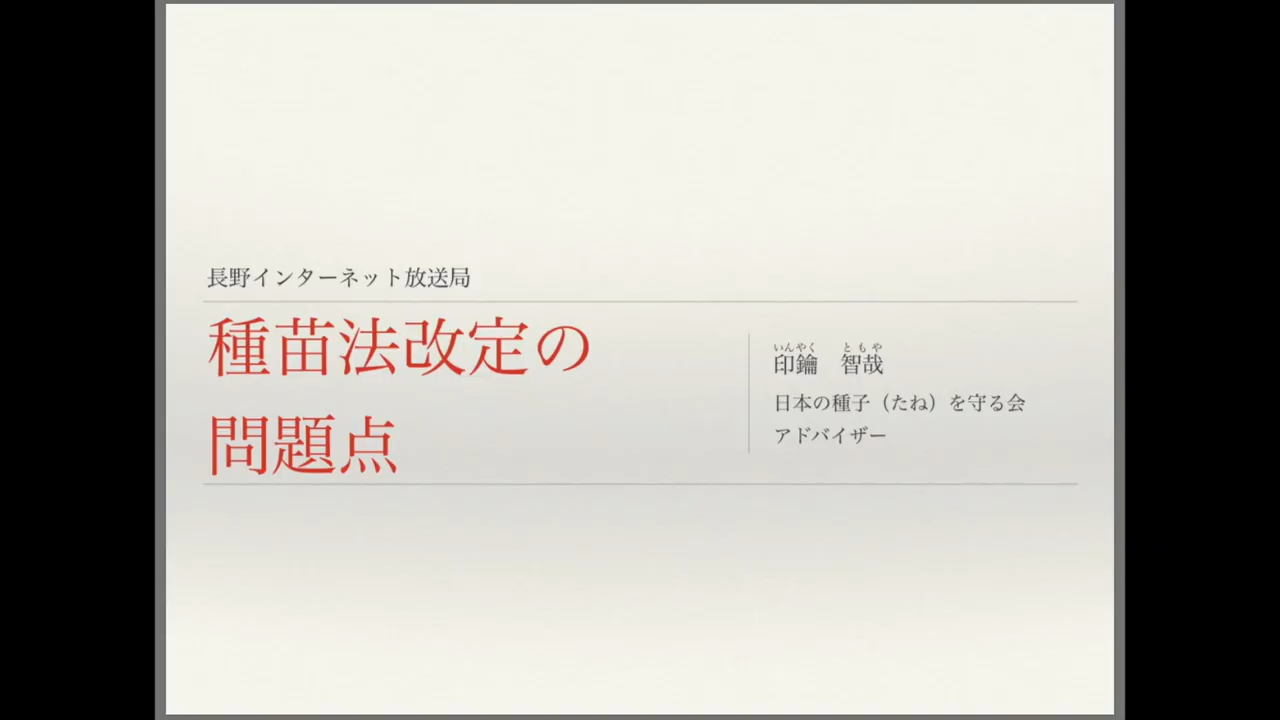 長野インターネット放送局
種苗法改定の
問題点
いんやく ともや
印鑰 智哉
日本の種子（たね）を守る会
アドバイザー